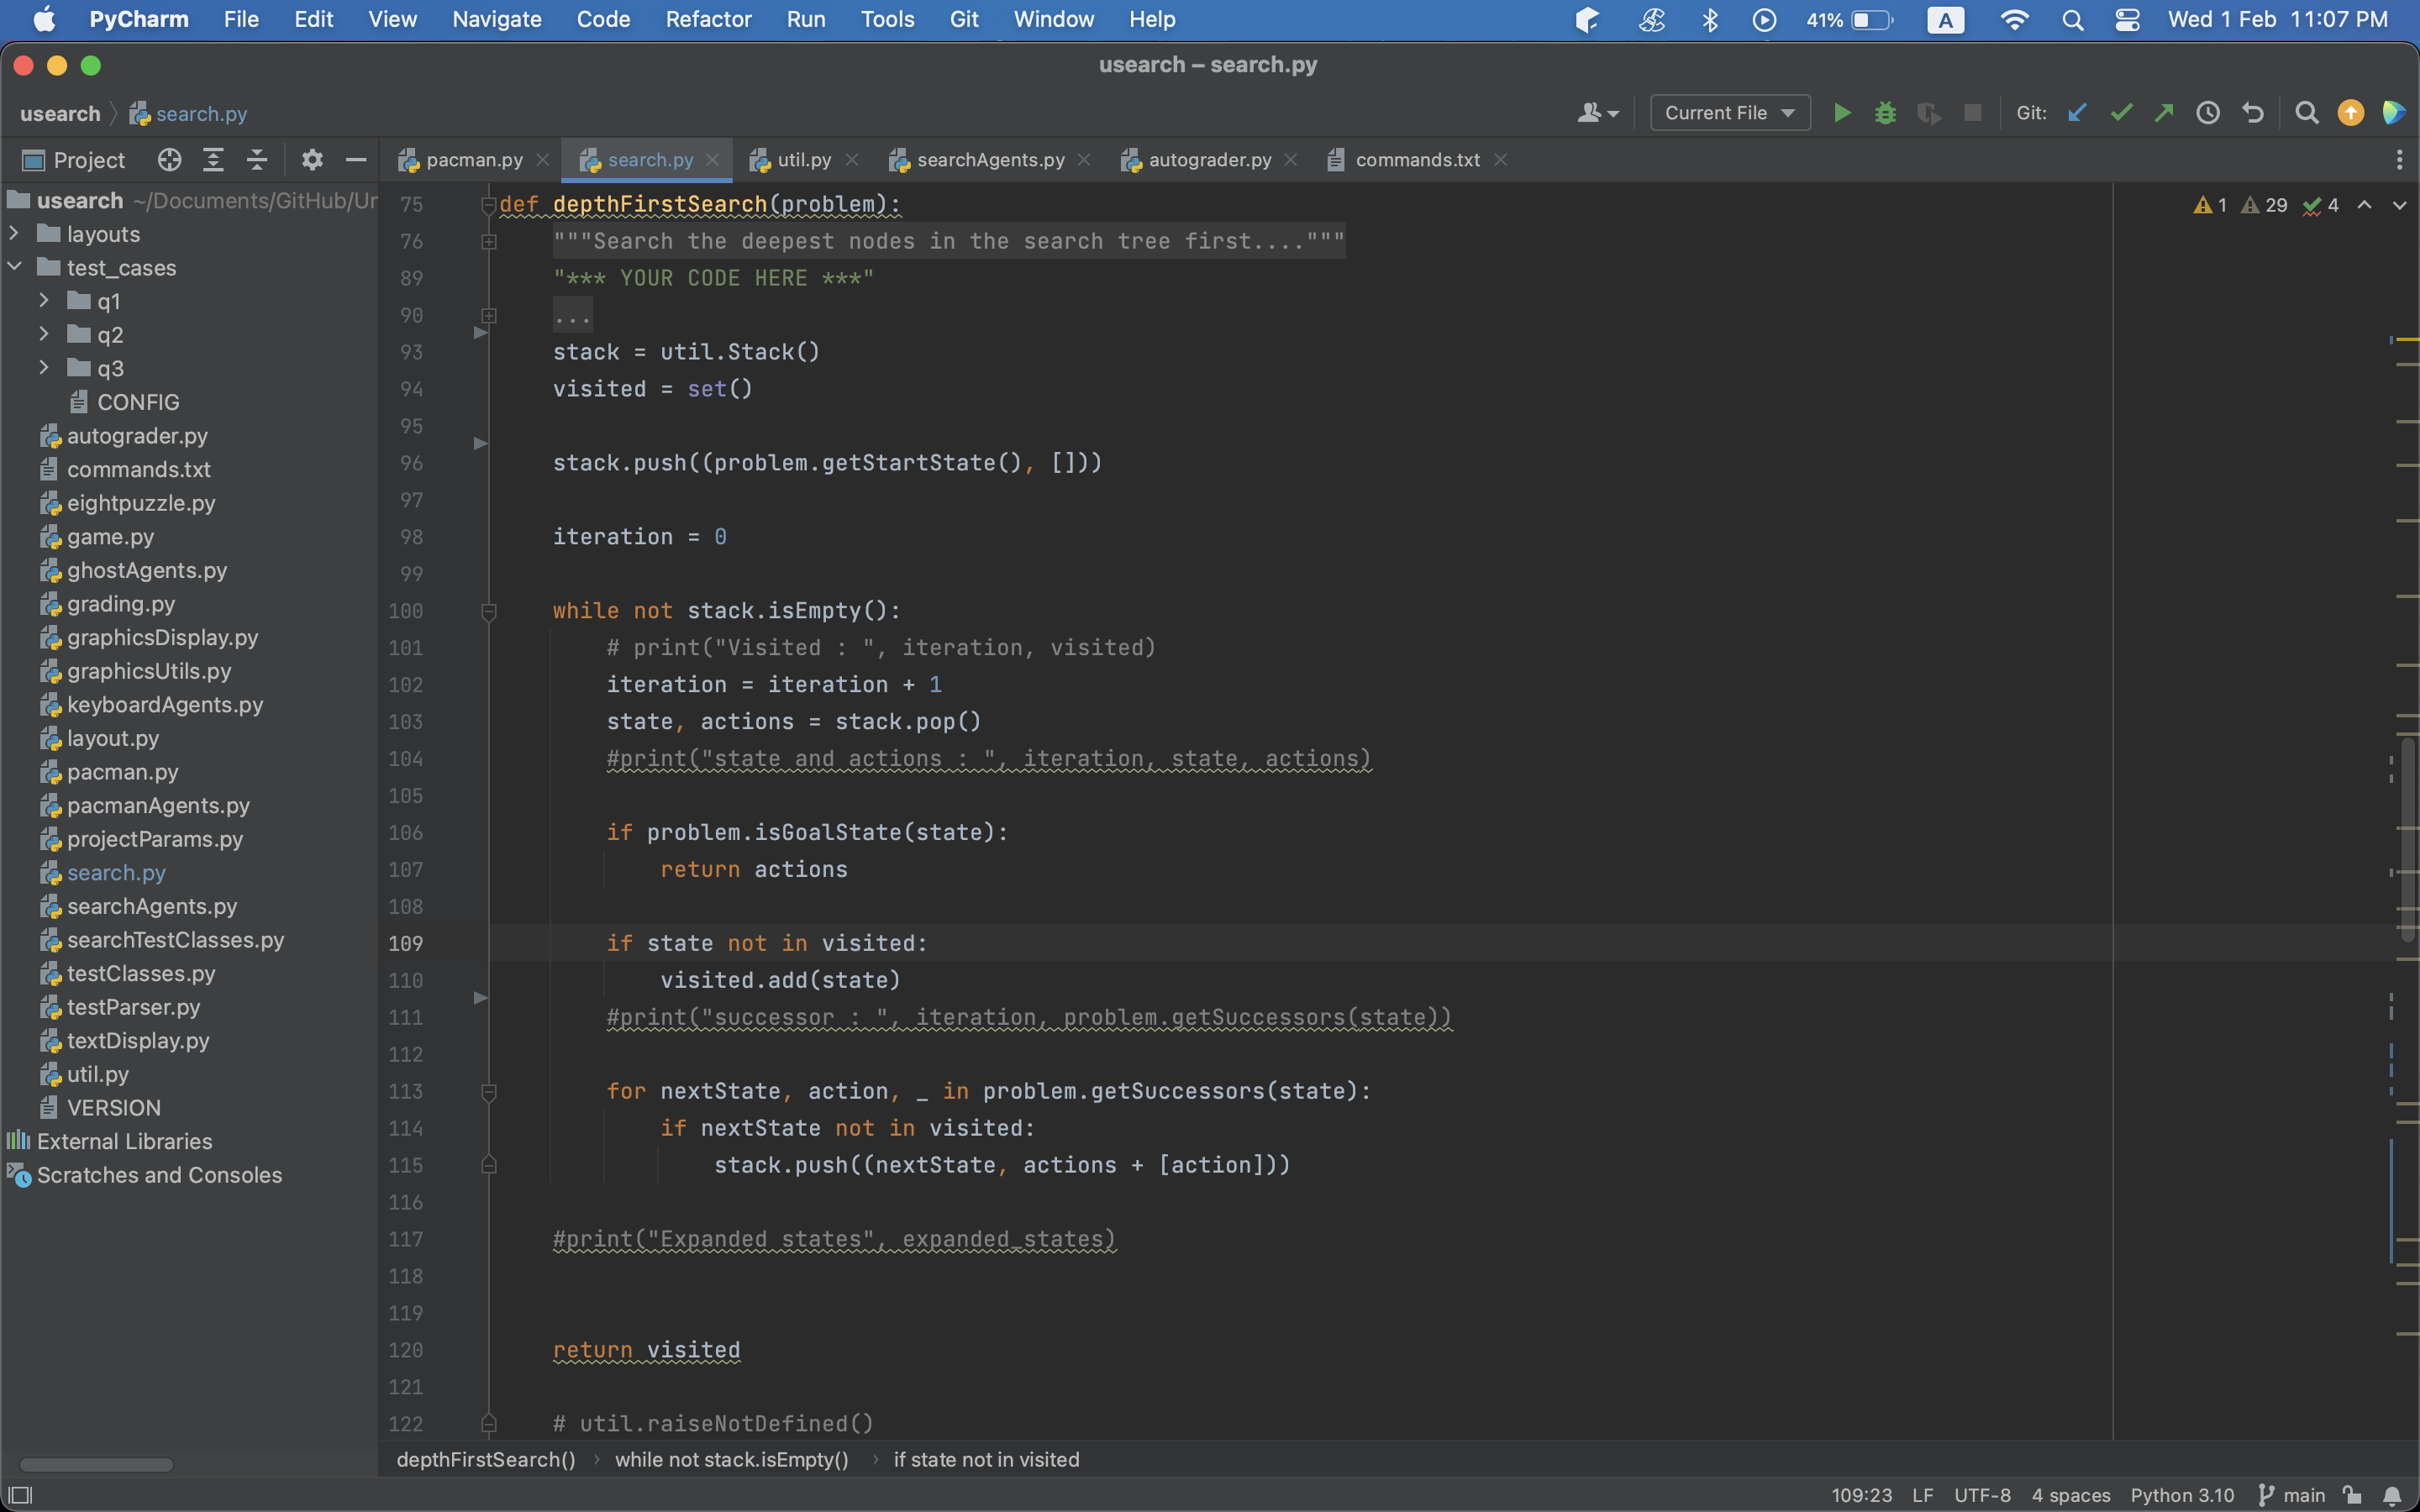 PyCharm File Edit View Navigate Code Refactor Run Tools Git Window Help 41% A Wed 1 Feb 11:07 PM
usearch – search.py
usearch search.py Current File Git:
Project pacman.py search.py util.py searchAgents.py autograder.py commands.txt
usearch ~/Documents/GitHub/Ur
layouts
test_cases
q1
q2
q3
CONFIG
autograder.py
commands.txt
eightpuzzle.py
game.py
ghostAgents.py
grading.py
graphicsDisplay.py
graphicsUtils.py
keyboardAgents.py
layout.py
pacman.py
pacmanAgents.py
projectParams.py
search.py
searchAgents.py
searchTestClasses.py
testClasses.py
testParser.py
textDisplay.py
util.py
VERSION
External Libraries
Scratches and Consoles
1 29 4
75 def depthFirstSearch(problem):
76 """Search the deepest nodes in the search tree first...."""
89 "*** YOUR CODE HERE ***"
90 ...
93 stack = util.Stack()
94 visited = set()
95
96 stack.push((problem.getStartState(), []))
97
98 iteration = 0
99
100 while not stack.isEmpty():
101 # print("Visited : ", iteration, visited)
102 iteration = iteration + 1
103 state, actions = stack.pop()
104 #print("state and actions : ", iteration, state, actions)
105
106 if problem.isGoalState(state):
107 return actions
108
109 if state not in visited:
110 visited.add(state)
111 #print("successor : ", iteration, problem.getSuccessors(state))
112
113 for nextState, action, _ in problem.getSuccessors(state):
114 if nextState not in visited:
115 stack.push((nextState, actions + [action]))
116
117 #print("Expanded states", expanded_states)
118
119
120 return visited
121
122 # util.raiseNotDefined()
depthFirstSearch() › while not stack.isEmpty() › if state not in visited
109:23 LF UTF-8 4 spaces Python 3.10 main